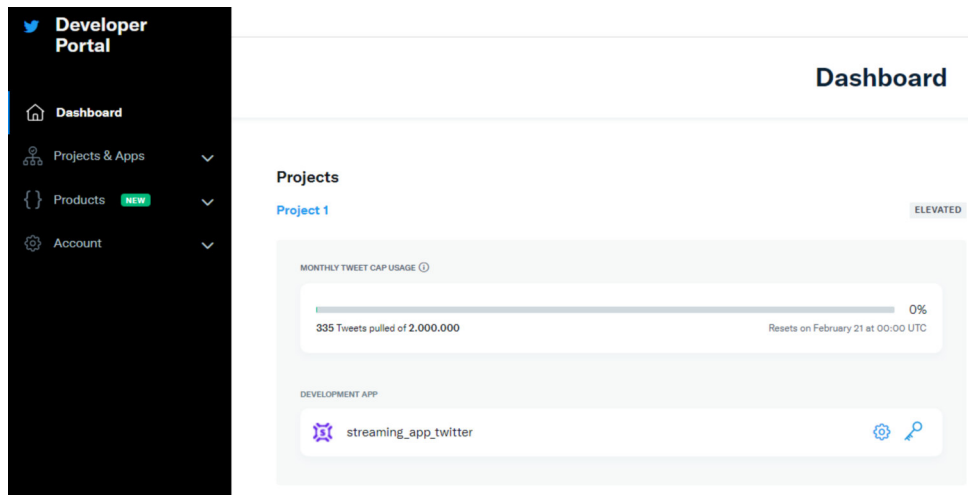 Developer
Portal
Dashboard
Projects & Apps
Products NEW
Account
Dashboard
Projects
Project 1
ELEVATED
MONTHLY TWEET CAP USAGE
0%
335 Tweets pulled of 2.000.000
Resets on February 21 at 00:00 UTC
DEVELOPMENT APP
streaming_app_twitter